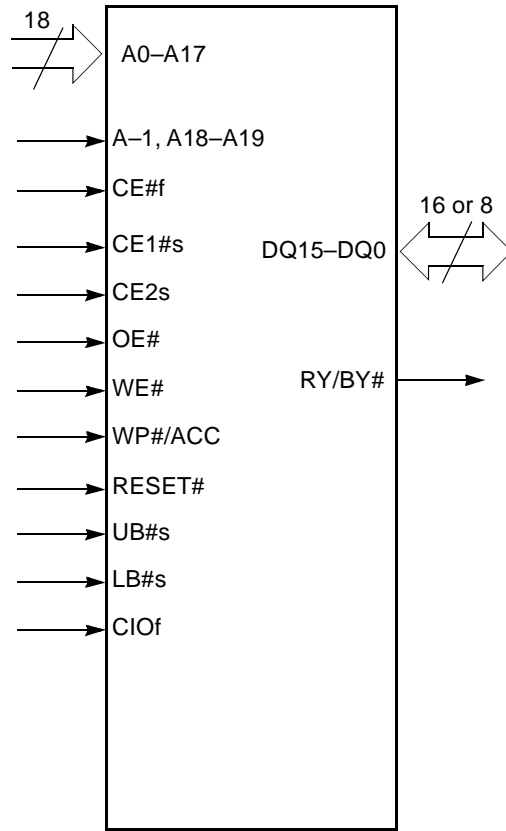 18
A0–A17
A–1, A18–A19
CE#f
16 or 8
CE1#s
DQ15–DQ0
CE2s
OE#
RY/BY#
WE#
WP#/ACC
RESET#
UB#s
LB#s
CIOf